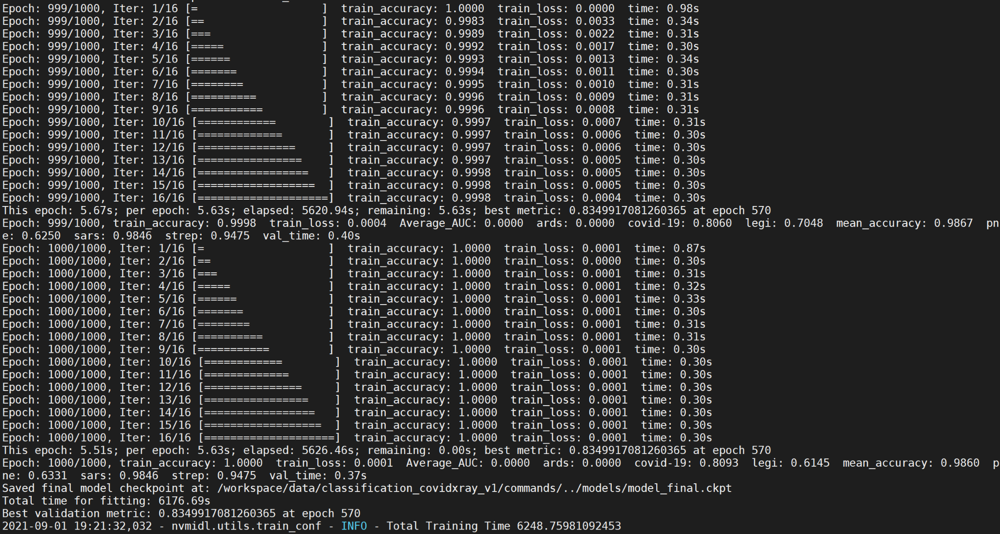 Epoch: 999/1000, Iter: 1/16 [=                   ]  train_accuracy: 1.0000  train_loss: 0.0000  time: 0.98s
Epoch: 999/1000, Iter: 2/16 [==                  ]  train_accuracy: 0.9983  train_loss: 0.0033  time: 0.34s
Epoch: 999/1000, Iter: 3/16 [===                 ]  train_accuracy: 0.9989  train_loss: 0.0022  time: 0.31s
Epoch: 999/1000, Iter: 4/16 [=====               ]  train_accuracy: 0.9992  train_loss: 0.0017  time: 0.30s
Epoch: 999/1000, Iter: 5/16 [======              ]  train_accuracy: 0.9993  train_loss: 0.0013  time: 0.34s
Epoch: 999/1000, Iter: 6/16 [=======             ]  train_accuracy: 0.9994  train_loss: 0.0011  time: 0.30s
Epoch: 999/1000, Iter: 7/16 [========            ]  train_accuracy: 0.9995  train_loss: 0.0010  time: 0.31s
Epoch: 999/1000, Iter: 8/16 [==========          ]  train_accuracy: 0.9996  train_loss: 0.0009  time: 0.31s
Epoch: 999/1000, Iter: 9/16 [===========         ]  train_accuracy: 0.9996  train_loss: 0.0008  time: 0.31s
Epoch: 999/1000, Iter: 10/16 [============        ]  train_accuracy: 0.9997  train_loss: 0.0007  time: 0.31s
Epoch: 999/1000, Iter: 11/16 [=============       ]  train_accuracy: 0.9997  train_loss: 0.0006  time: 0.30s
Epoch: 999/1000, Iter: 12/16 [===============     ]  train_accuracy: 0.9997  train_loss: 0.0006  time: 0.30s
Epoch: 999/1000, Iter: 13/16 [================    ]  train_accuracy: 0.9997  train_loss: 0.0005  time: 0.30s
Epoch: 999/1000, Iter: 14/16 [=================   ]  train_accuracy: 0.9998  train_loss: 0.0005  time: 0.30s
Epoch: 999/1000, Iter: 15/16 [==================  ]  train_accuracy: 0.9998  train_loss: 0.0005  time: 0.30s
Epoch: 999/1000, Iter: 16/16 [====================]  train_accuracy: 0.9998  train_loss: 0.0004  time: 0.30s
This epoch: 5.67s; per epoch: 5.63s; elapsed: 5620.94s; remaining: 5.63s; best metric: 0.8349917081260365 at epoch 570
Epoch: 999/1000, train_accuracy: 0.9998  train_loss: 0.0004  Average_AUC: 0.0000  ards: 0.0000  covid-19: 0.8060  legi: 0.7048  mean_accuracy: 0.9867  pn
e: 0.6250  sars: 0.9846  strep: 0.9475  val_time: 0.40s
Epoch: 1000/1000, Iter: 1/16 [=                   ]  train_accuracy: 1.0000  train_loss: 0.0001  time: 0.87s
Epoch: 1000/1000, Iter: 2/16 [==                  ]  train_accuracy: 1.0000  train_loss: 0.0000  time: 0.30s
Epoch: 1000/1000, Iter: 3/16 [===                 ]  train_accuracy: 1.0000  train_loss: 0.0001  time: 0.31s
Epoch: 1000/1000, Iter: 4/16 [=====               ]  train_accuracy: 1.0000  train_loss: 0.0001  time: 0.32s
Epoch: 1000/1000, Iter: 5/16 [======              ]  train_accuracy: 1.0000  train_loss: 0.0001  time: 0.33s
Epoch: 1000/1000, Iter: 6/16 [=======             ]  train_accuracy: 1.0000  train_loss: 0.0001  time: 0.30s
Epoch: 1000/1000, Iter: 7/16 [========            ]  train_accuracy: 1.0000  train_loss: 0.0001  time: 0.31s
Epoch: 1000/1000, Iter: 8/16 [==========          ]  train_accuracy: 1.0000  train_loss: 0.0001  time: 0.31s
Epoch: 1000/1000, Iter: 9/16 [===========         ]  train_accuracy: 1.0000  train_loss: 0.0001  time: 0.30s
Epoch: 1000/1000, Iter: 10/16 [============        ]  train_accuracy: 1.0000  train_loss: 0.0001  time: 0.30s
Epoch: 1000/1000, Iter: 11/16 [=============       ]  train_accuracy: 1.0000  train_loss: 0.0001  time: 0.30s
Epoch: 1000/1000, Iter: 12/16 [===============     ]  train_accuracy: 1.0000  train_loss: 0.0001  time: 0.30s
Epoch: 1000/1000, Iter: 13/16 [================    ]  train_accuracy: 1.0000  train_loss: 0.0001  time: 0.30s
Epoch: 1000/1000, Iter: 14/16 [=================   ]  train_accuracy: 1.0000  train_loss: 0.0001  time: 0.30s
Epoch: 1000/1000, Iter: 15/16 [==================  ]  train_accuracy: 1.0000  train_loss: 0.0001  time: 0.30s
Epoch: 1000/1000, Iter: 16/16 [====================]  train_accuracy: 1.0000  train_loss: 0.0001  time: 0.30s
This epoch: 5.51s; per epoch: 5.63s; elapsed: 5626.46s; remaining: 0.00s; best metric: 0.8349917081260365 at epoch 570
Epoch: 1000/1000, train_accuracy: 1.0000  train_loss: 0.0001  Average_AUC: 0.0000  ards: 0.0000  covid-19: 0.8093  legi: 0.6145  mean_accuracy: 0.9860  p
ne: 0.6331  sars: 0.9846  strep: 0.9475  val_time: 0.37s
Saved final model checkpoint at: /workspace/data/classification_covidxray_v1/commands/../models/model_final.ckpt
Total time for fitting: 6176.69s
Best validation metric: 0.8349917081260365 at epoch 570
2021-09-01 19:21:32,032 - nvmidl.utils.train_conf - INFO - Total Training Time 6248.75981092453